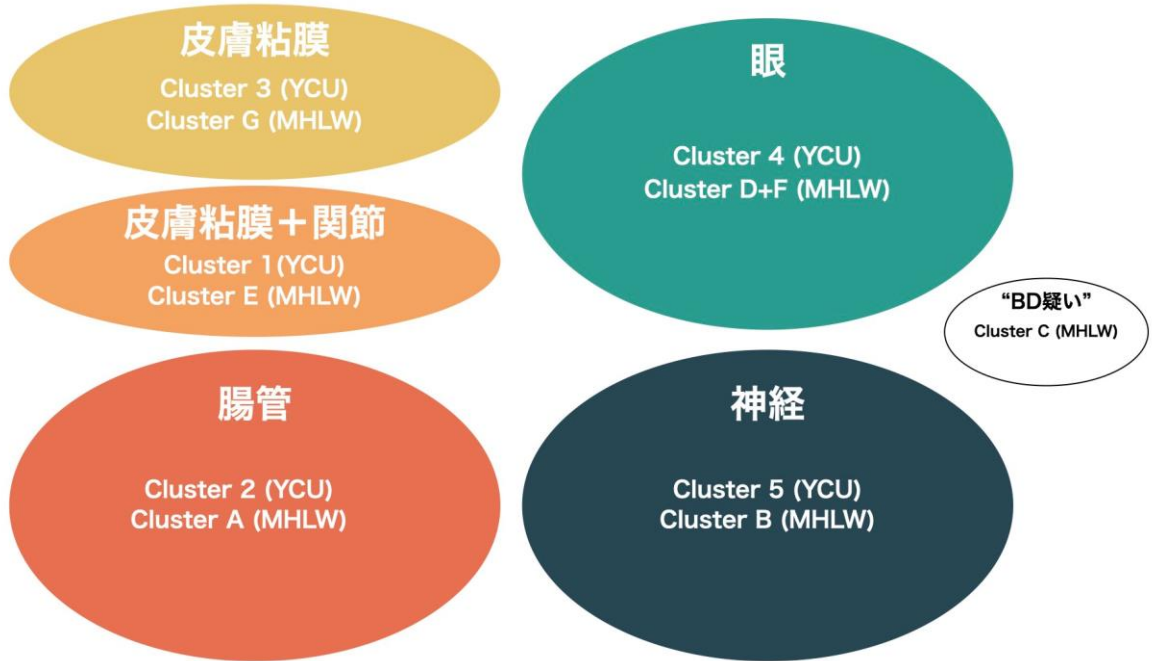 皮膚粘膜
Cluster 3 (YCU)
Cluster G (MHLW)
皮膚粘膜＋関節
Cluster 1(YCU)
Cluster E (MHLW)
腸管
Cluster 2 (YCU)
Cluster A (MHLW)
眼
Cluster 4 (YCU)
Cluster D+F (MHLW)
神経
Cluster 5 (YCU)
Cluster B (MHLW)
“BD疑い”
Cluster C (MHLW)